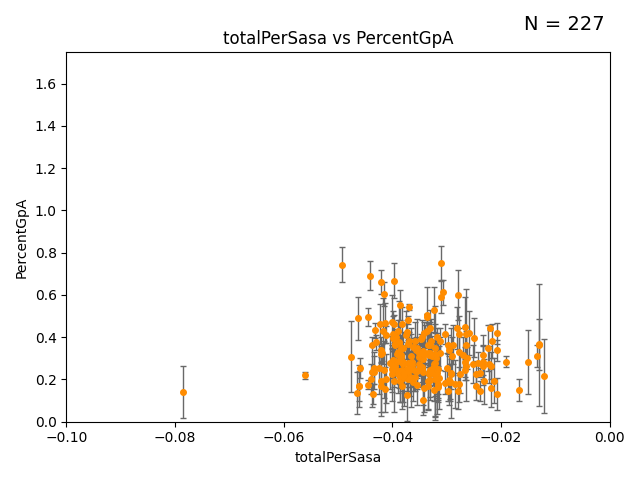 N = 227
totalPerSasa vs PercentGpA
PercentGpA
1.6
1.4
1.2
1.0
0.8
0.6
0.4
0.2
0.0
−0.10 −0.08 −0.06 −0.04 −0.02 0.00
totalPerSasa